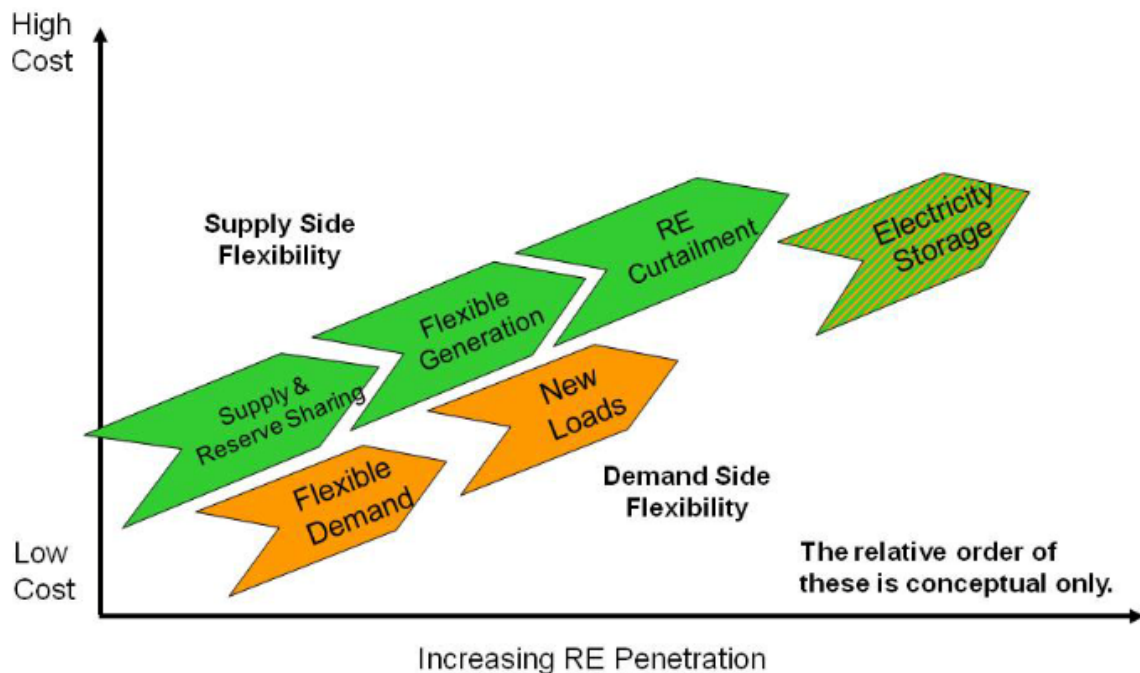 High
Cost
Supply Side
Flexibility
RE
Curtailment
Electricity
Storage
Flexible
Generation
Supply &
Reserve Sharing
New
Loads
Flexible
Demand
Demand Side
Flexibility
Low
Cost
The relative order of
these is conceptual only.
Increasing RE Penetration